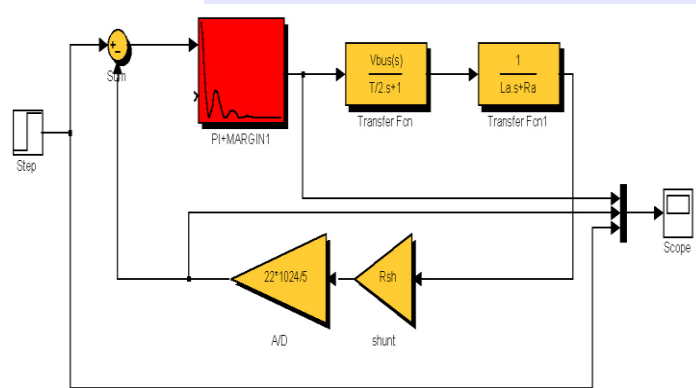 +
-
Sum
PI+MARGIN1
Vbus(s)
T/2.s+1
Transfer Fcn
1
La.s+Ra
Transfer Fcn1
Step
Scope
22*1024/5
A/D
Rsh
shunt